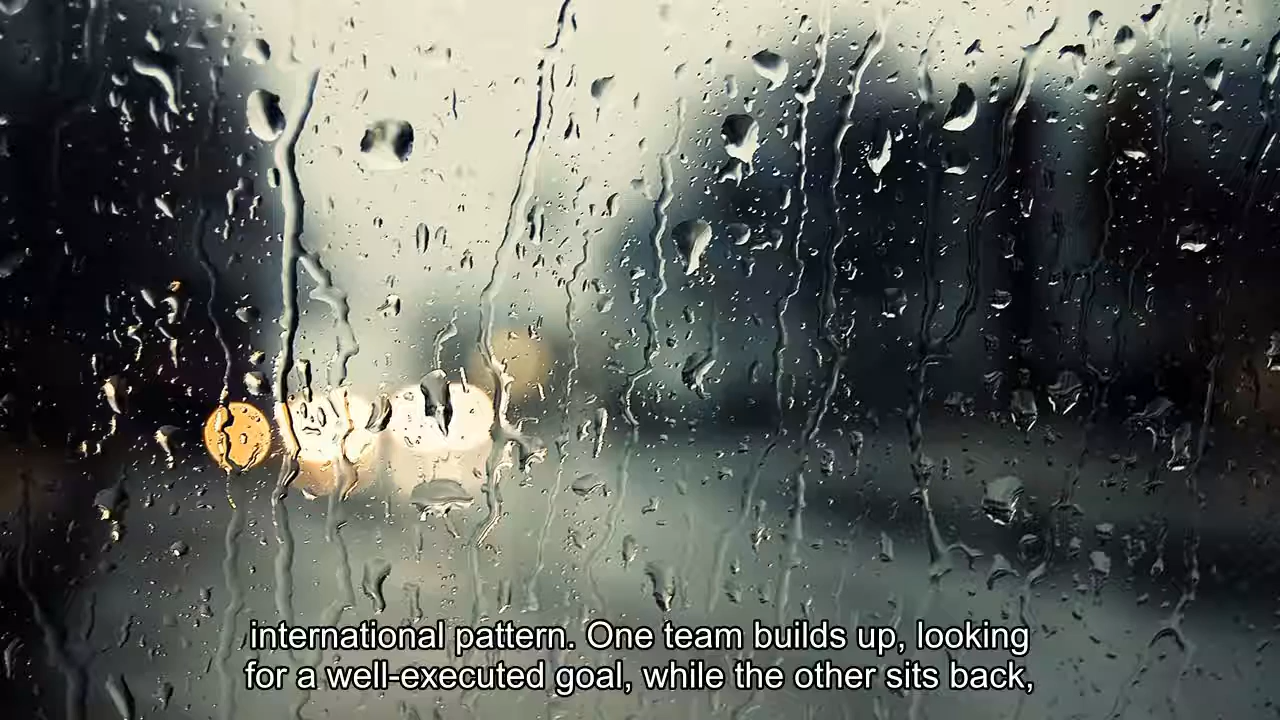 international pattern. One team builds up, looking
for a well-executed goal, while the other sits back,